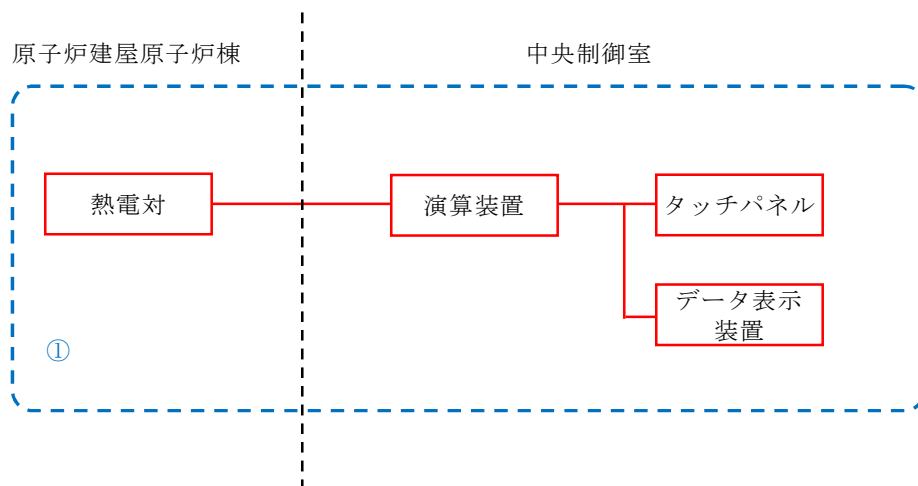 原子炉建屋原子炉棟
中央制御室
熱電対
演算装置
タッチパネル
データ表示
装置
①